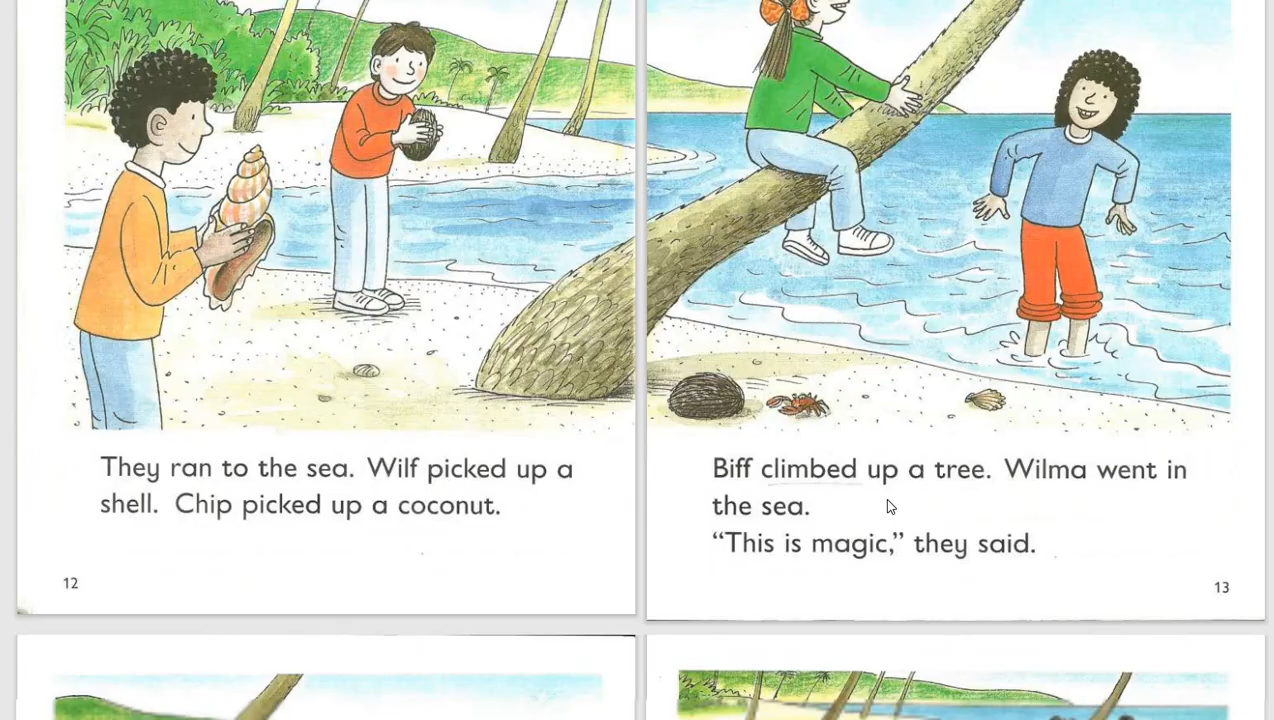 They ran to the sea. Wilf picked up a
shell. Chip picked up a coconut.
12
Biff climbed up a tree. Wilma went in
the sea.
“This is magic,” they said.
13